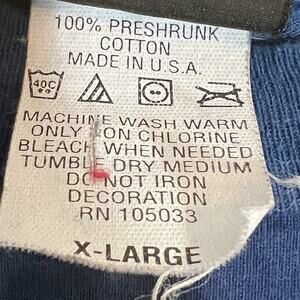 100% PRESHRUNK
COTTON
MADE IN U.S.A.
40C
MACHINE WASH WARM
ONLY NON CHLORINE
BLEACH WHEN NEEDED
TUMBLE DRY MEDIUM
DO NOT IRON
DECORATION
RN 105033
X-LARGE